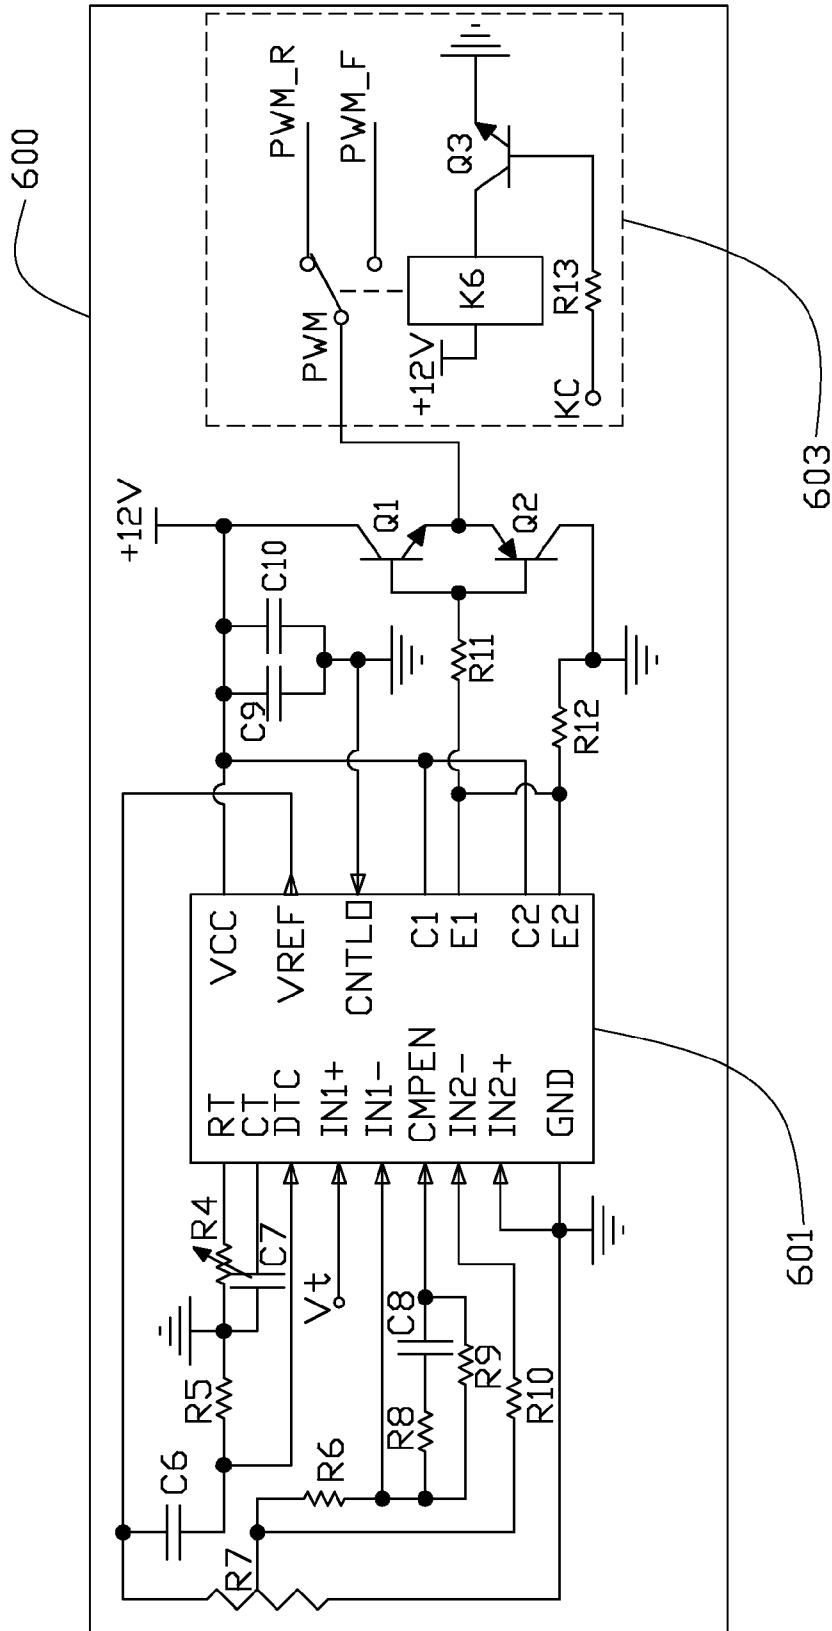 600
PWM_R
PWM_F
PWM
Q3
K6
+12V
R13
KC
603
+12V
Q1
Q2
C10
C9
R11
R12
VCC
VREF
CNTLD
C1
E1
C2
E2
RT
CT
DTC
IN1+
IN1-
CMPEN
IN2-
IN2+
GND
601
R4
C7
Vt
R5
C8
R9
R8
R10
C6
R6
R7